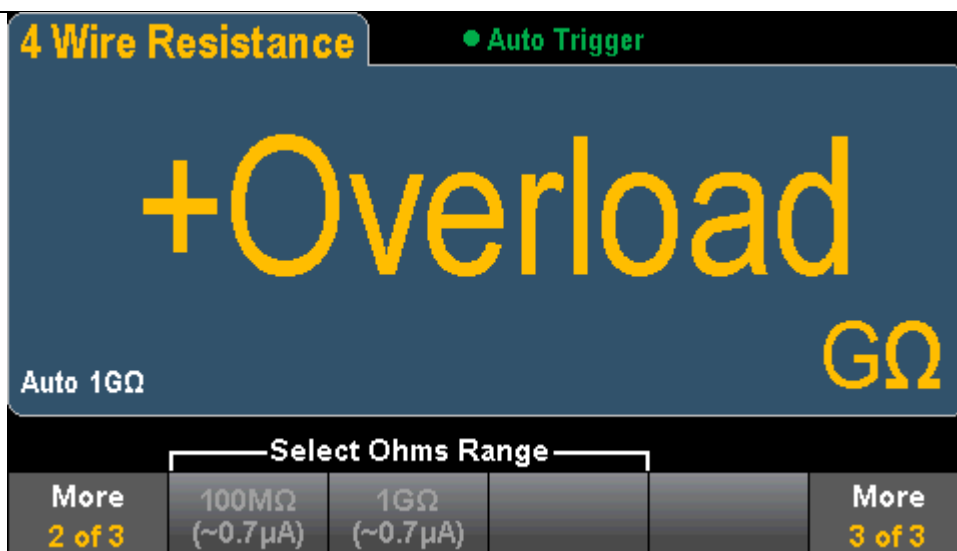 4 Wire Resistance
Auto Trigger
+Overload
GΩ
Auto 1GΩ
Select Ohms Range
More 100MΩ 1GΩ More
2 of 3 (~0.7µA) (~0.7µA) 3 of 3